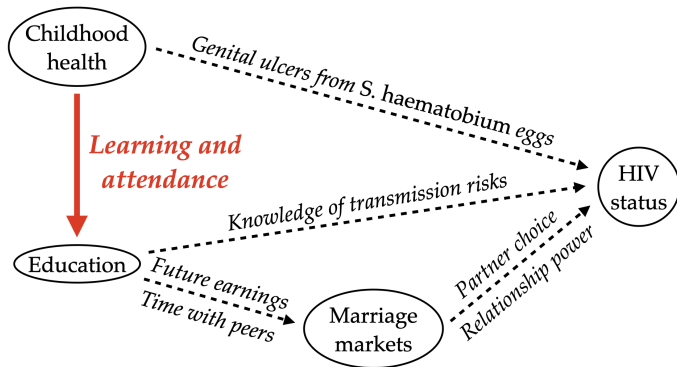 Childhood
health
Genital ulcers from S. haematobium eggs
Learning and
attendance
HIV
status
Knowledge of transmission risks
Education
Future earnings
Time with peers
Partner choice
Relationship power
Marriage
markets